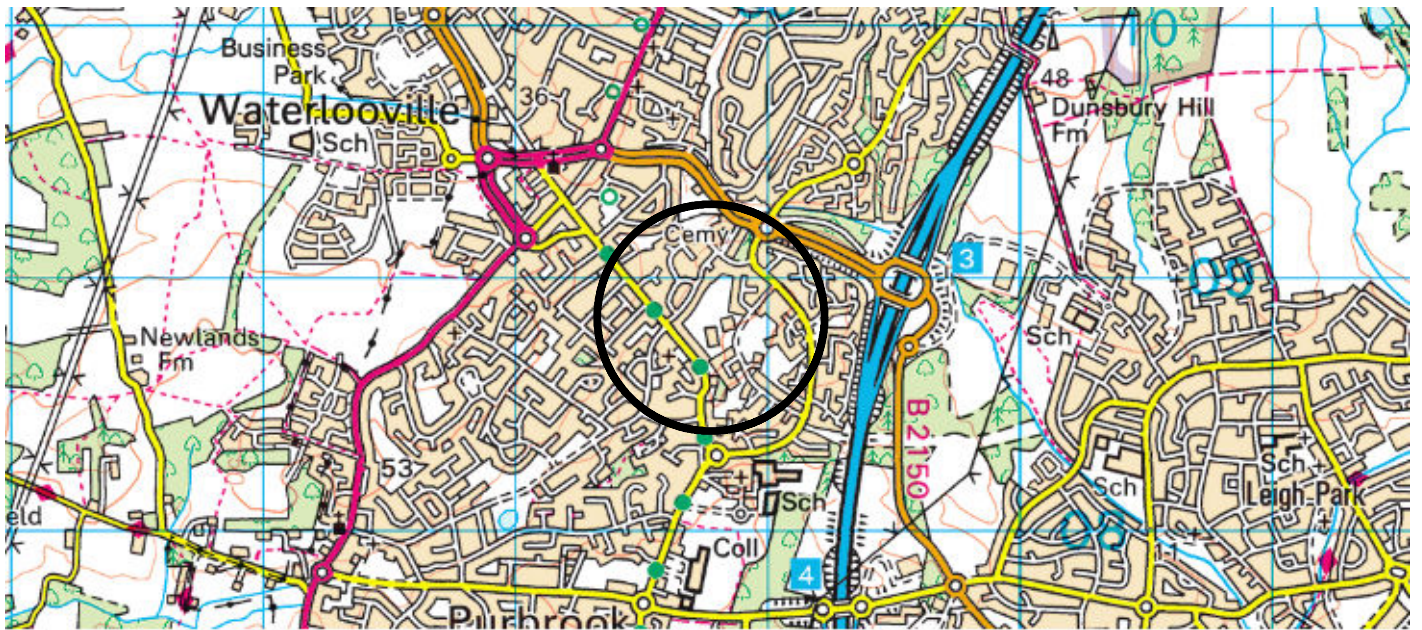 Business
Park
Waterlooville
Sch
36
10
48
Dunsbury Hill
Fm
Cemy
3
09
Sch
Newlands
Fm
B 2150
53
Sch
Sch
Leigh Park
Sch
eld
Coll
08
11
4
Purbrook